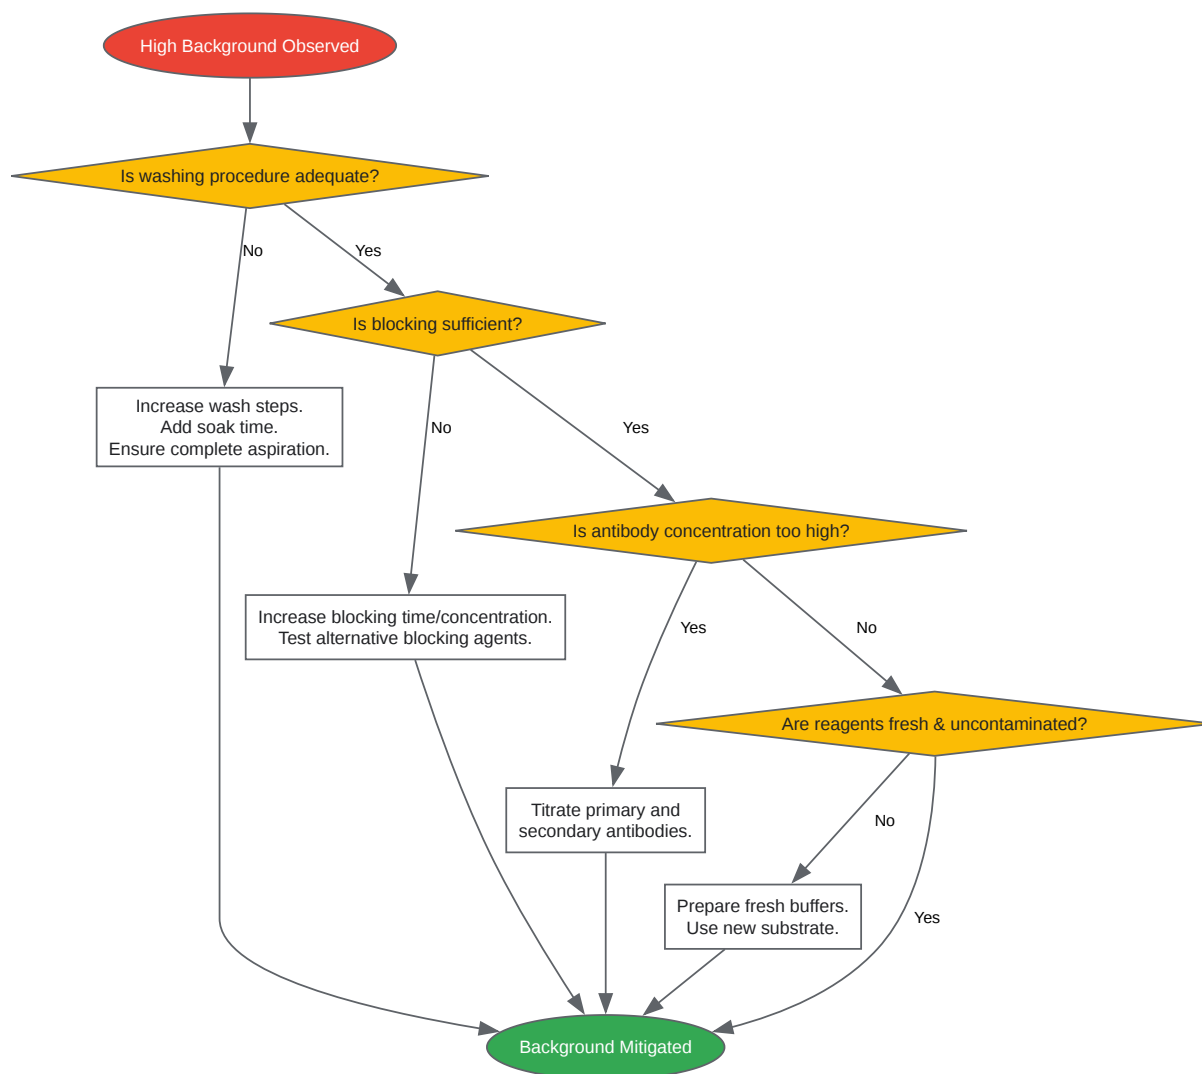 High Background Observed
Is washing procedure adequate?
No
Yes
Is blocking sufficient?
Increase wash steps.
Add soak time.
Ensure complete aspiration.
No
Yes
Is antibody concentration too high?
Increase blocking time/concentration.
Test alternative blocking agents.
Yes
No
Are reagents fresh & uncontaminated?
Titrate primary and
secondary antibodies.
No
Prepare fresh buffers.
Use new substrate.
Yes
Background Mitigated